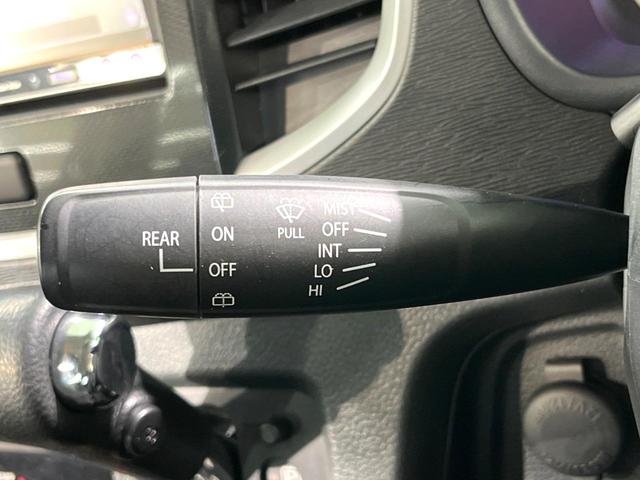 REAR
ON
OFF
PULL
MIST
OFF
INT
LO
HI